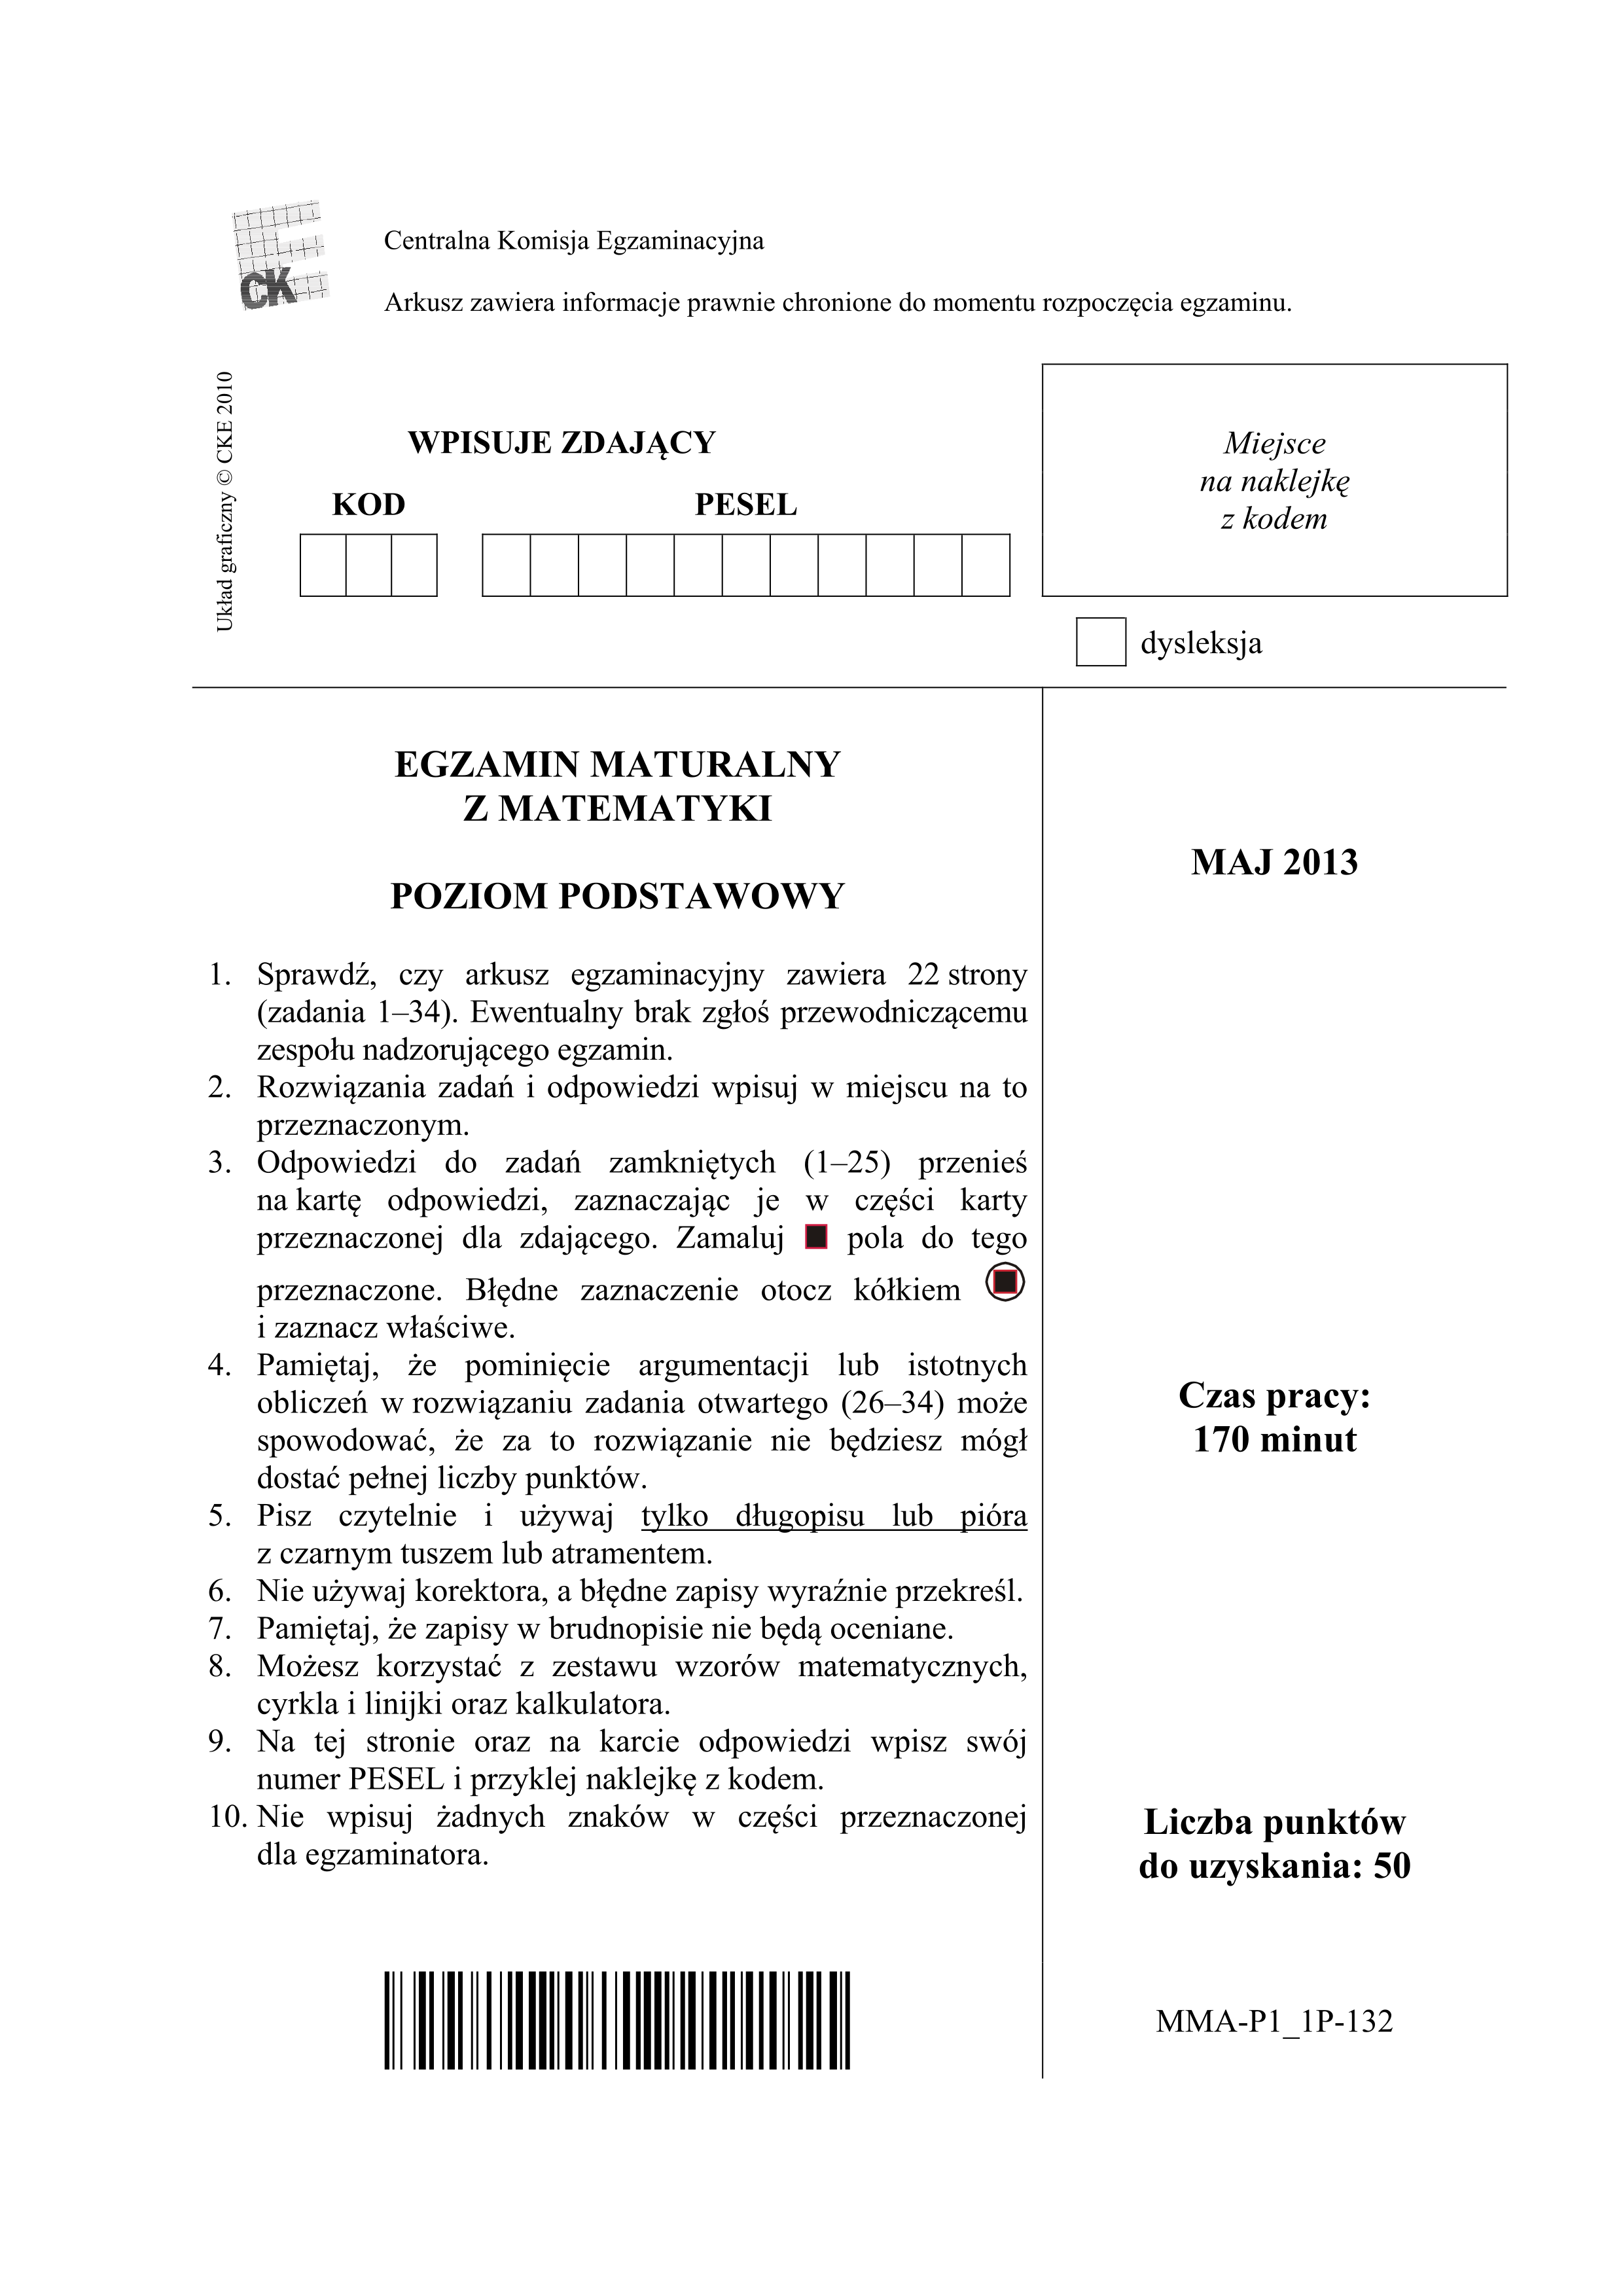 CKE
Centralna Komisja Egzaminacyjna
Arkusz zawiera informacje prawnie chronione do momentu rozpoczęcia egzaminu.
Układ graficzny © CKE 2010
WPISUJE ZDAJĄCY
KOD PESEL
Miejsce
na naklejkę
z kodem
dysleksja
EGZAMIN MATURALNY
Z MATEMATYKI
POZIOM PODSTAWOWY
1. Sprawdź, czy arkusz egzaminacyjny zawiera 22 strony
(zadania 1–34). Ewentualny brak zgłoś przewodniczącemu
zespołu nadzorującego egzamin.
2. Rozwiązania zadań i odpowiedzi wpisuj w miejscu na to
przeznaczonym.
3. Odpowiedzi do zadań zamkniętych (1–25) przenieś
na kartę odpowiedzi, zaznaczając je w części karty
przeznaczonej dla zdającego. Zamaluj pola do tego
przeznaczone. Błędne zaznaczenie otocz kółkiem
i zaznacz właściwe.
4. Pamiętaj, że pominięcie argumentacji lub istotnych
obliczeń w rozwiązaniu zadania otwartego (26–34) może
spowodować, że za to rozwiązanie nie będziesz mógł
dostać pełnej liczby punktów.
5. Pisz czytelnie i używaj tylko długopisu lub pióra
z czarnym tuszem lub atramentem.
6. Nie używaj korektora, a błędne zapisy wyraźnie przekreśl.
7. Pamiętaj, że zapisy w brudnopisie nie będą oceniane.
8. Możesz korzystać z zestawu wzorów matematycznych,
cyrkla i linijki oraz kalkulatora.
9. Na tej stronie oraz na karcie odpowiedzi wpisz swój
numer PESEL i przyklej naklejkę z kodem.
10. Nie wpisuj żadnych znaków w części przeznaczonej
dla egzaminatora.
MAJ 2013
Czas pracy:
170 minut
Liczba punktów
do uzyskania: 50
MMA-P1_1P-132